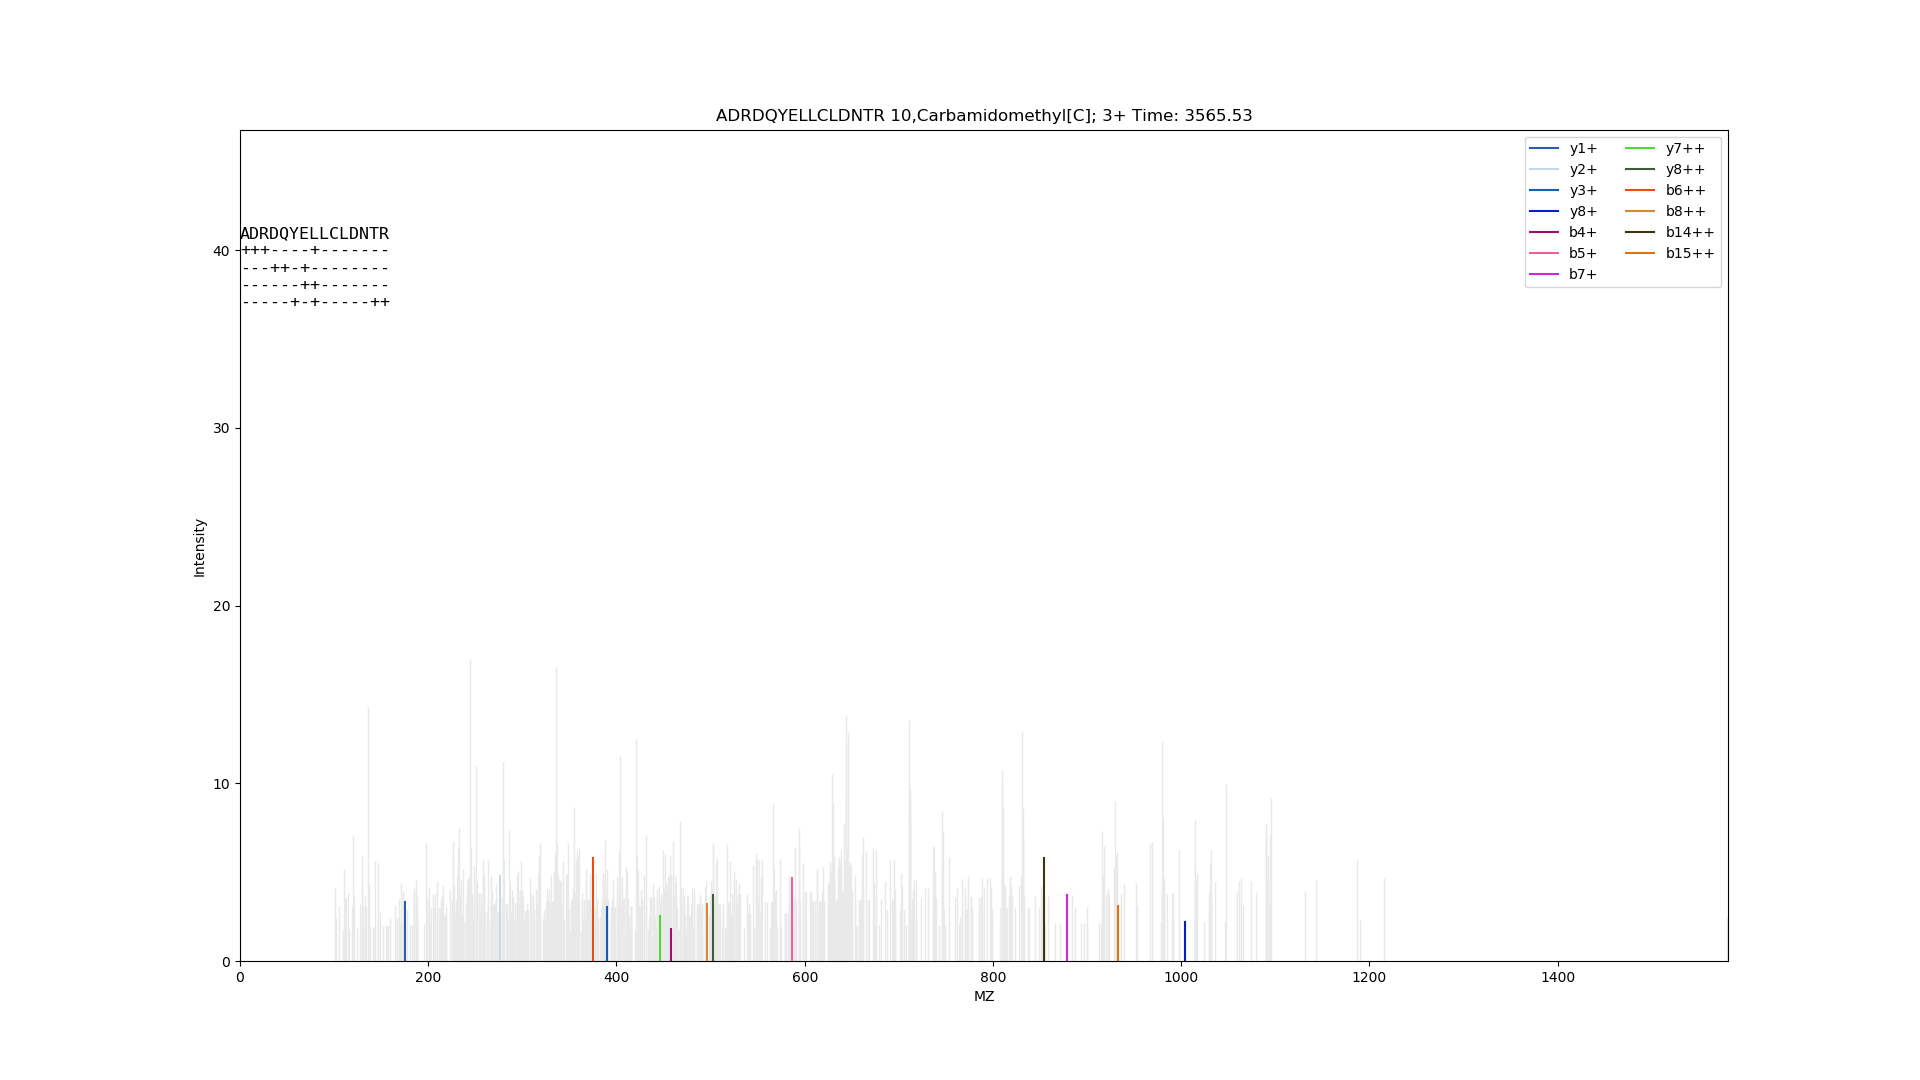 ADRDQYELLCLDNTR 10,Carbamidomethyl[C]; 3+ Time: 3565.53
y1+ y7++
y2+ y8++
y3+ b6++
y8+ b8++
b4+ b14++
b5+ b15++
b7+
ADRDQYELLCLDNTR
+++----+-------
---++-+--------
------++-------
-----+-+-----++
40
30
20
10
0
Intensity
0 200 400 600 800 1000 1200 1400
MZ